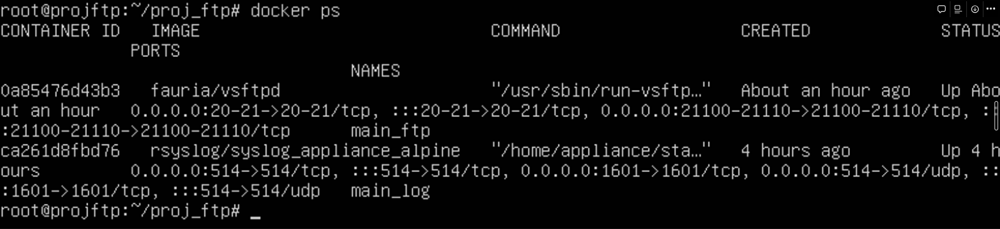 root@projftp:~/proj_ftp# docker ps
CONTAINER ID   IMAGE                             COMMAND                  CREATED             STATUS
             PORTS
                                   NAMES
0a85476d43b3   fauria/vsftpd                     "/usr/sbin/run-vsftp…"   About an hour ago   Up Abo
ut an hour   0.0.0.0:20-21->20-21/tcp, :::20-21->20-21/tcp, 0.0.0.0:21100-21110->21100-21110/tcp, ::
:21100-21110->21100-21110/tcp      main_ftp
ca261d8fbd76   rsyslog/syslog_appliance_alpine   "/home/appliance/sta…"   4 hours ago         Up 4 h
ours         0.0.0.0:514->514/tcp, :::514->514/tcp, 0.0.0.0:1601->1601/tcp, 0.0.0.0:514->514/udp, ::
:1601->1601/tcp, :::514->514/udp   main_log
root@projftp:~/proj_ftp# _